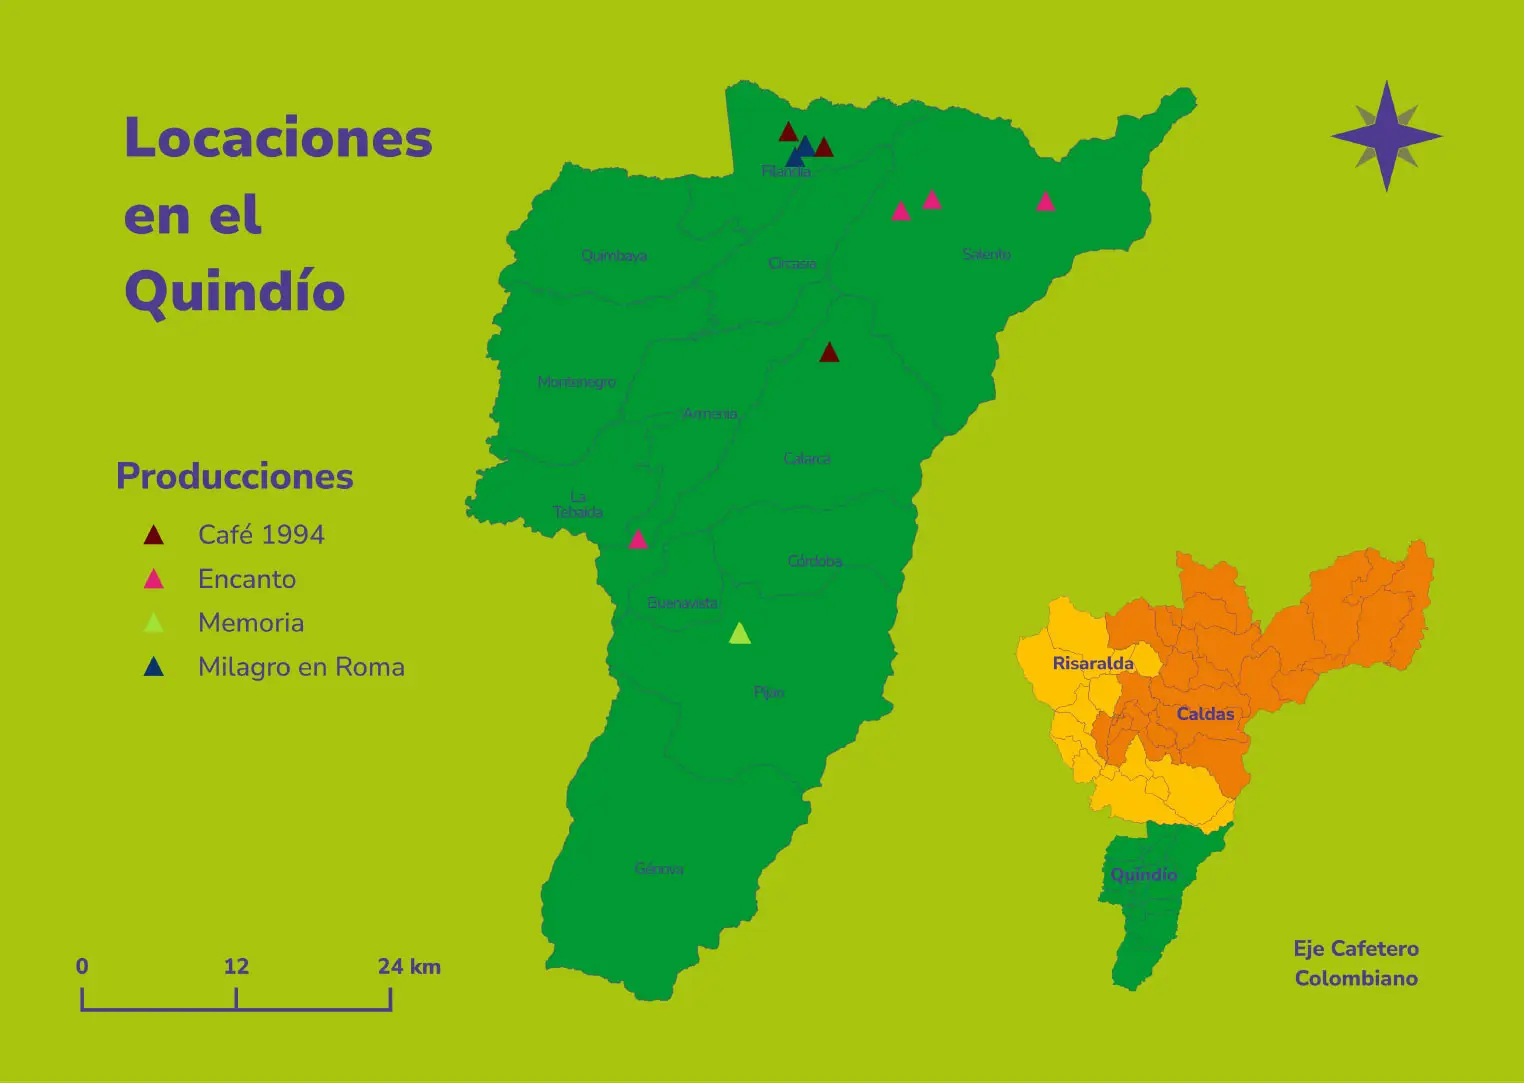 Locaciones
en el
Quindío
Producciones
Café 1994
Encanto
Memoria
Milagro en Roma
0 12 24 km
Filandia
Quimbaya
Circasia
Salento
Montenegro
Armenia
Calarcá
La
Tebaida
Córdoba
Buenavista
Pijao
Génova
Risaralda
Caldas
Quindío
Eje Cafetero
Colombiano